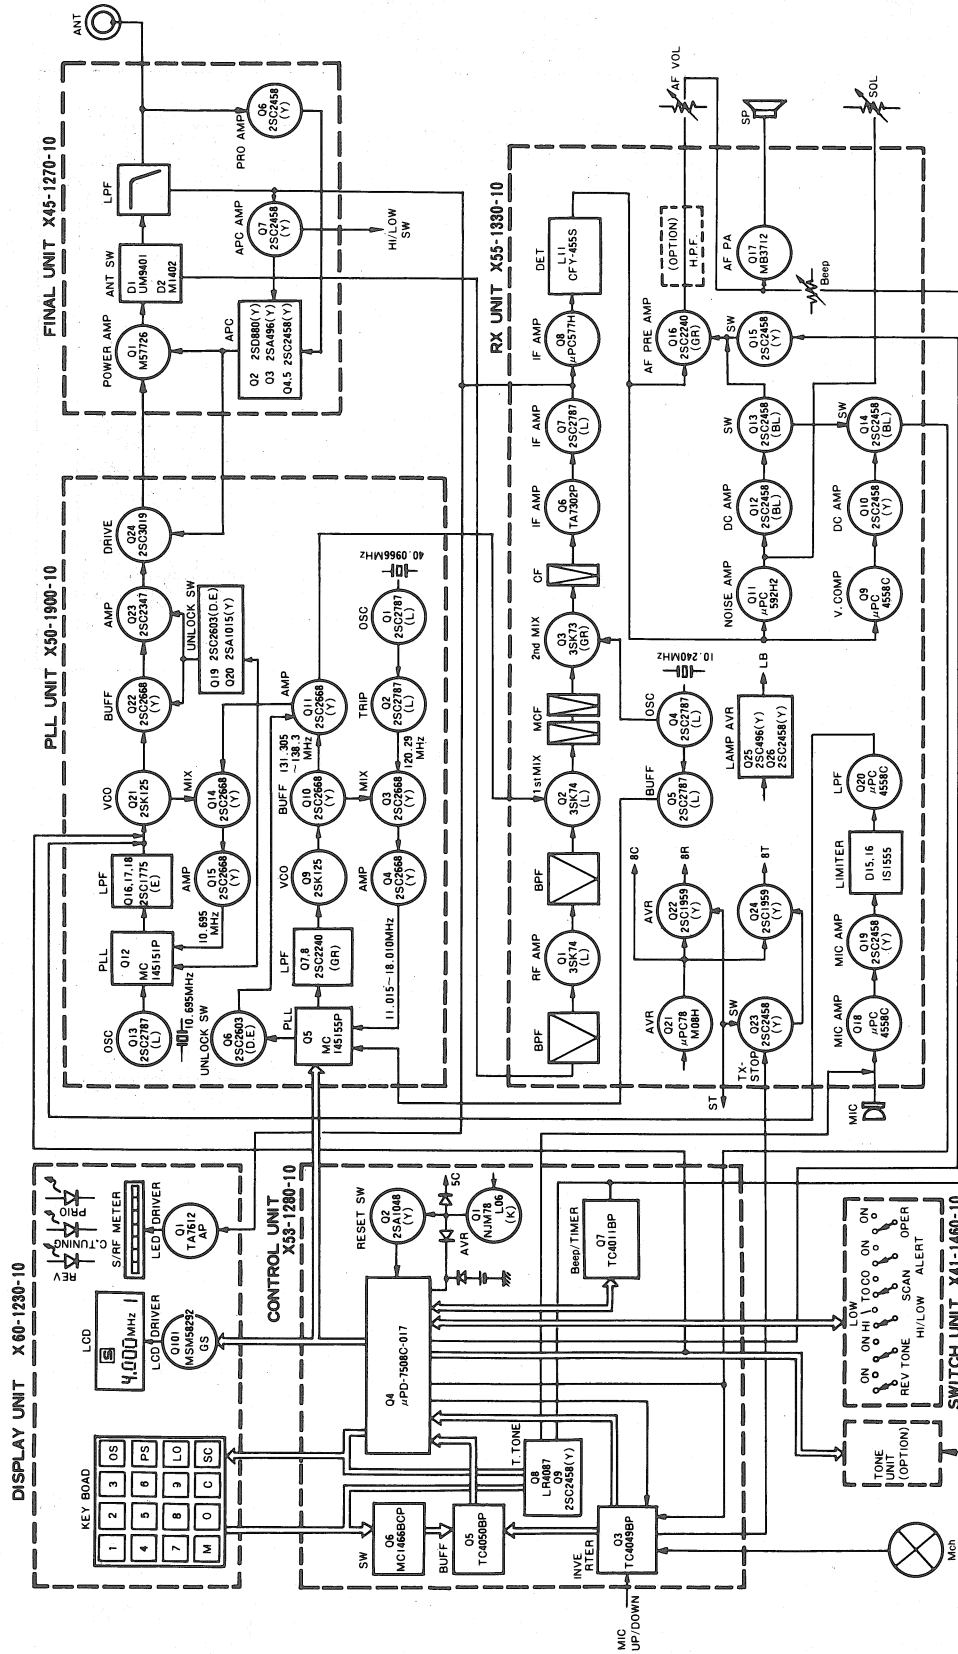 DISPLAY UNIT X60-1230-10
KEY BOAD
1
2
3
OS
4
5
6
PS
7
8
9
LO
M
0
C
SC
LCD
S
4.000 MHz 1
LCD DRIVER
Q101
MSM58292
GS
REV
C.TUNING
PRIO
S/RF METER
LED DRIVER
Q1
TA7612
AP
CONTROL UNIT
X53-1280-10
SW
Q6
MC1466BCP
BUFF
Q5
TC4050BP
INVE
RTER
Q3
TC4049BP
MIC
UP/DOWN
T.TONE
Q8
LR4087
Q9
2SC2458(Y)
Q4
μPD-7508C-017
RESET SW
Q2
2SA1048
(Y)
AVR
Q1
NJM78
L06
(K)
5C
Beep/TIMER
Q7
TC4011BP
Mch
TONE
UNIT
(OPTION)
SWITCH UNIT X41-1460-10
ON
REV
ON
TONE
HI
LOW
HI/LOW
TO
CO
SCAN
ON
ALERT
ON
OPER
PLL UNIT X50-1900-10
OSC
Q13
2SC2787
(L)
10.695MHz
PLL
Q12
MC
145151P
LPF
Q16,17,18
2SC1775
(E)
VCO
Q21
2SK125
BUFF
Q22
2SC2668
(Y)
AMP
Q23
2SC2347
DRIVE
Q24
2SC3019
10.695
MHz
AMP
Q15
2SC2668
(Y)
MIX
Q14
2SC2668
(Y)
UNLOCK SW
Q19 2SC2603(D.E)
Q20 2SA1015(Y)
UNLOCK SW
Q6
2SC2603
(D.E)
PLL
Q5
MC
145155P
LPF
Q7,8
2SC2240
(GR)
VCO
Q9
2SK125
BUFF
Q10
2SC2668
(Y)
131.305
~138.3
MHz
AMP
Q11
2SC2668
(Y)
11.015~18.010MHz
AMP
Q4
2SC2668
(Y)
MIX
Q3
2SC2668
(Y)
120.29
MHz
TRIP
Q2
2SC2787
(L)
OSC
Q1
2SC2787
(L)
40.0966MHz
FINAL UNIT X45-1270-10
POWER AMP
Q1
M57726
ANT SW
D1
UM9401
D2
MI402
LPF
ANT
PRO AMP
Q6
2SC2458
(Y)
APC AMP
Q7
2SC2458
(Y)
HI/LOW
SW
APC
Q2 2SD880(Y)
Q3 2SA496(Y)
Q4.5 2SC2458(Y)
RX UNIT X55-1330-10
BPF
RF AMP
Q1
3SK74
(L)
BPF
1st MIX
Q2
3SK74
(L)
MCF
2nd MIX
Q3
3SK73
(GR)
CF
IF AMP
Q6
TA7302P
IF AMP
Q7
2SC2787
(L)
IF AMP
Q8
μPC577H
DET
L11
CFY-455S
BUFF
Q5
2SC2787
(L)
OSC
Q4
2SC2787
(L)
10.240MHz
AVR
Q21
μPC78
M08H
8C
AVR
Q22
2SC1959
(Y)
8R
ST
TX-
STOP
SW
Q23
2SC2458
(Y)
Q24
2SC1959
(Y)
8T
LAMP AVR
Q25
2SC496(Y)
Q26
2SC2458(Y)
LB
NOISE AMP
Q11
μPC
592H2
DC AMP
Q12
2SC2458
(BL)
SW
Q13
2SC2458
(BL)
SW
Q15
2SC2458
(Y)
AF PRE AMP
Q16
2SC2240
(GR)
(OPTION)
H.P.F.
AF VOL
AF PA
Q17
MB3712
SP
Beep
V.COMP
Q9
μPC
4558C
DC AMP
Q10
2SC2458
(Y)
SW
Q14
2SC2458
(BL)
SQL
MIC
MIC AMP
Q18
μPC
4558C
MIC AMP
Q19
2SC2458
(Y)
LIMITER
D15,16
1S1555
LPF
Q20
μPC
4558C